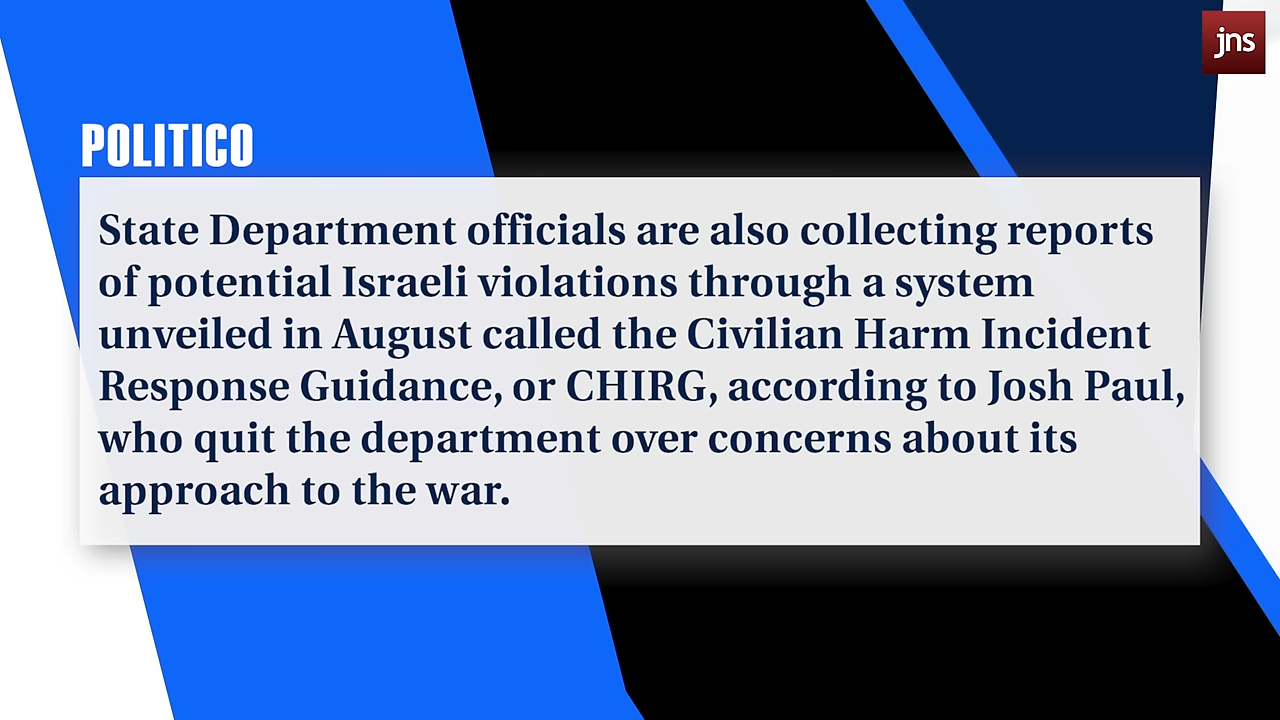 jns
POLITICO
State Department officials are also collecting reports
of potential Israeli violations through a system
unveiled in August called the Civilian Harm Incident
Response Guidance, or CHIRG, according to Josh Paul,
who quit the department over concerns about its
approach to the war.